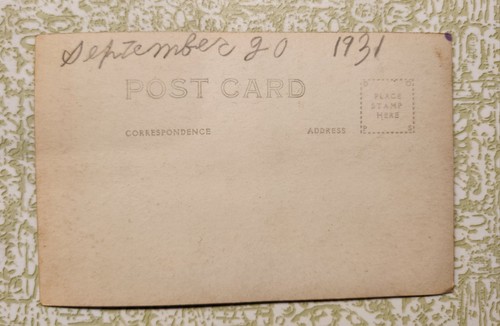 September 20 1931
POST CARD
CORRESPONDENCE ADDRESS
PLACE
STAMP
HERE